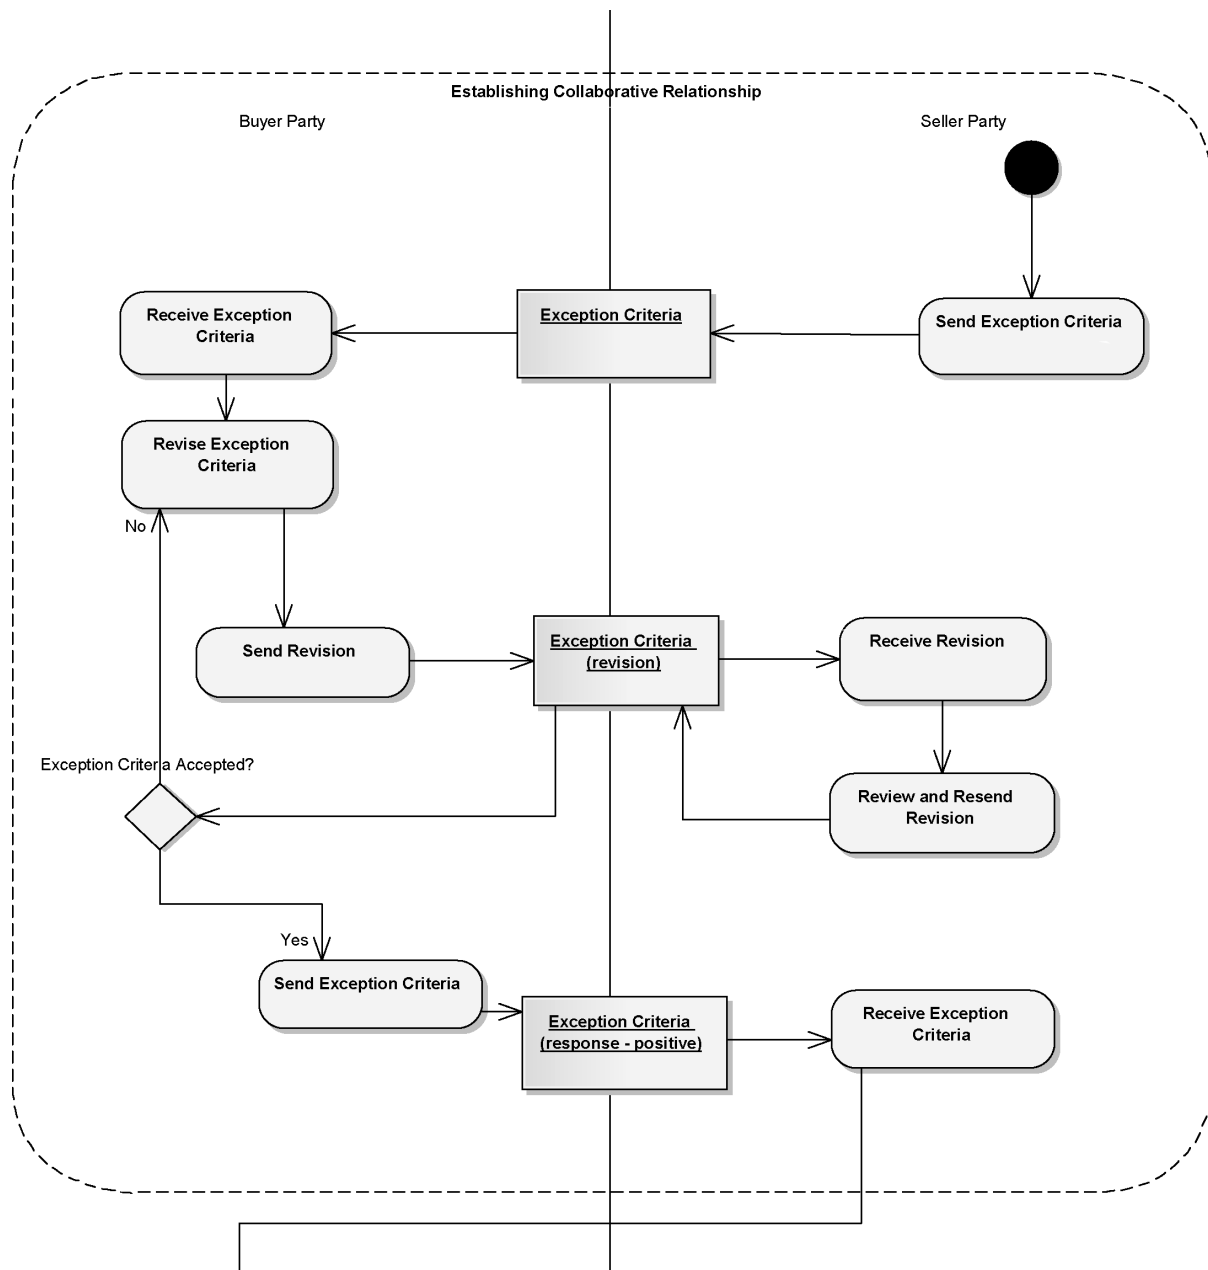 Establishing Collaborative Relationship
Buyer Party
Seller Party
Receive Exception
Criteria
Exception Criteria
Send Exception Criteria
Revise Exception
Criteria
No
Send Revision
Exception Criteria
(revision)
Receive Revision
Exception Criteria Accepted?
Review and Resend
Revision
Yes
Send Exception Criteria
Exception Criteria
(response - positive)
Receive Exception
Criteria